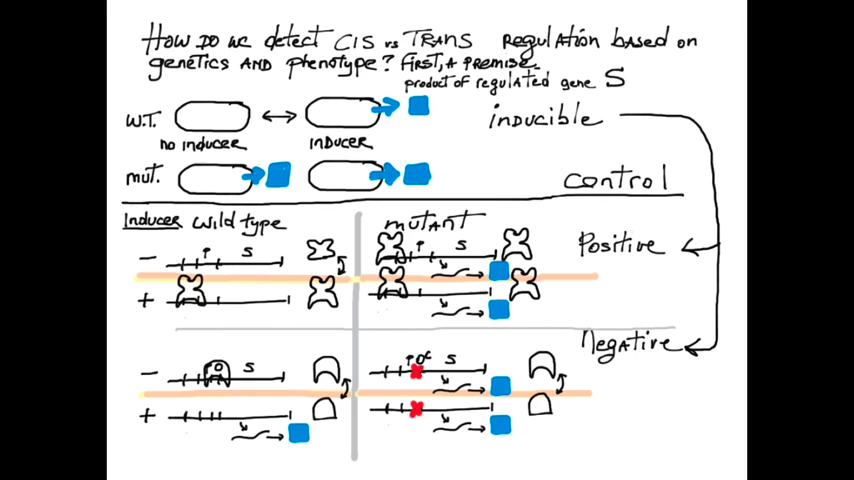 How do we detect CIS vs TRANS regulation based on
genetics AND phenotype? First, A premise.
product of regulated gene S
W.T.
no inducer
inducer
inducible
mut.
control
Inducer wild type
mutant
- P S
P S
Positive
+
Negative
- P O S
P Oᶜ S
+